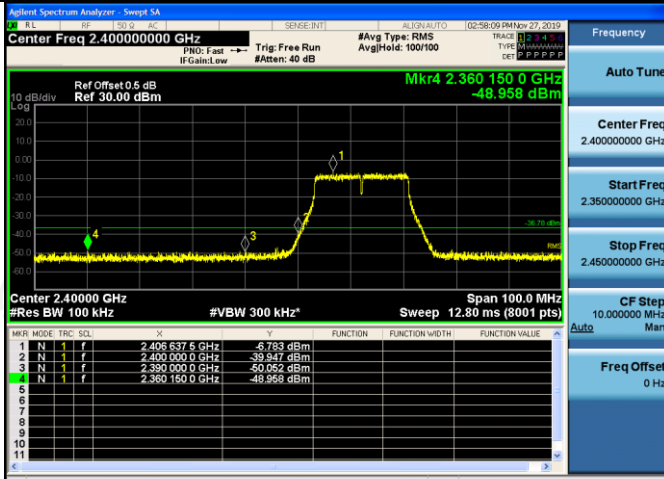 Agilent Spectrum Analyzer - Swept SA
RL RF 50 Ω AC SENSE:INT ALIGN AUTO 02:58:09 PM Nov 27, 2019
Center Freq 2.400000000 GHz
PNO: Fast Trig: Free Run #Avg Type: RMS TRACE 1 2 3 4 5 6
IFGain:Low #Atten: 40 dB Avg|Hold: 100/100 TYPE M
DET P P P P P P
Ref Offset 0.5 dB Mkr4 2.360 150 0 GHz
10 dB/div Ref 30.00 dBm -48.958 dBm
Log
20.0
10.0
0.00
-10.0
-20.0
-30.0
-40.0
-50.0
-60.0
1
2
3
4
-36.78 dBm
RMS
Center 2.40000 GHz Span 100.0 MHz
#Res BW 100 kHz #VBW 300 kHz* Sweep 12.80 ms (8001 pts)
MKR MODE TRC SCL X Y FUNCTION FUNCTION WIDTH FUNCTION VALUE
1 N 1 f 2.406 637 5 GHz -6.783 dBm
2 N 1 f 2.400 000 0 GHz -39.947 dBm
3 N 1 f 2.390 000 0 GHz -50.052 dBm
4 N 1 f 2.360 150 0 GHz -48.958 dBm
5
6
7
8
9
10
11
Frequency
Auto Tune
Center Freq
2.400000000 GHz
Start Freq
2.350000000 GHz
Stop Freq
2.450000000 GHz
CF Step
10.000000 MHz
Auto Man
Freq Offset
0 Hz